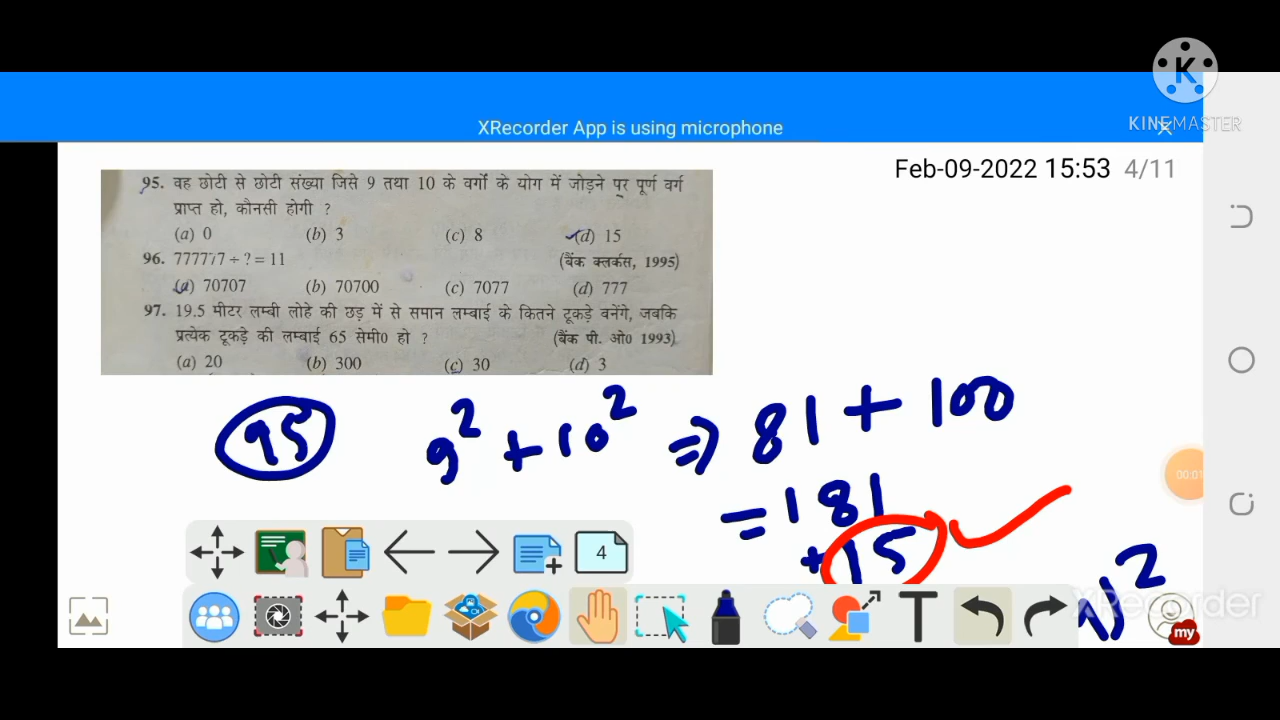 K
KINEMASTER
XRecorder App is using microphone
Feb-09-2022 15:53 4/11
95. वह छोटी से छोटी संख्या जिसे 9 तथा 10 के वर्गों के योग में जोड़ने पर पूर्ण वर्ग
प्राप्त हो, कौनसी होगी ?
(a) 0 (b) 3 (c) 8 (d) 15
96. 777777 ÷ ? = 11 (बैंक क्लर्कस, 1995)
(a) 70707 (b) 70700 (c) 7077 (d) 777
97. 19.5 मीटर लम्बी लोहे की छड़ में से समान लम्बाई के कितने टूकड़े बनेंगे, जबकि
प्रत्येक टूकड़े की लम्बाई 65 सेमी0 हो ? (बैंक पी. ओ0 1993)
(a) 20 (b) 300 (c) 30 (d) 3
95 9² + 10² ⇒ 81 + 100
= 181
+15
00:01
4
)²
XRecorder
T
my